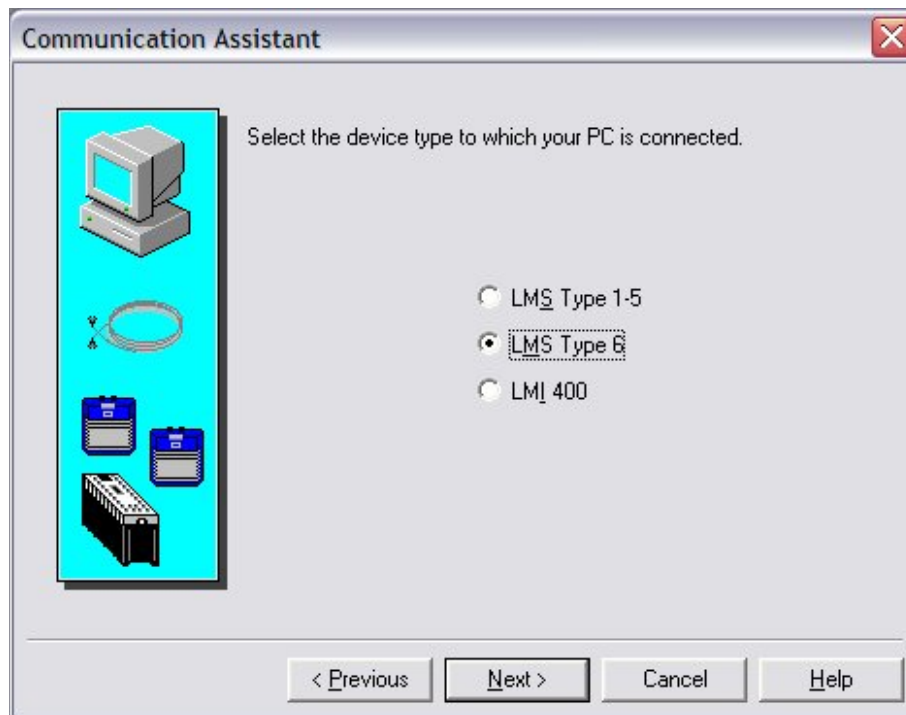 Communication Assistant
Select the device type to which your PC is connected.
LMS Type 1-5
LMS Type 6
LMI 400
< Previous
Next >
Cancel
Help